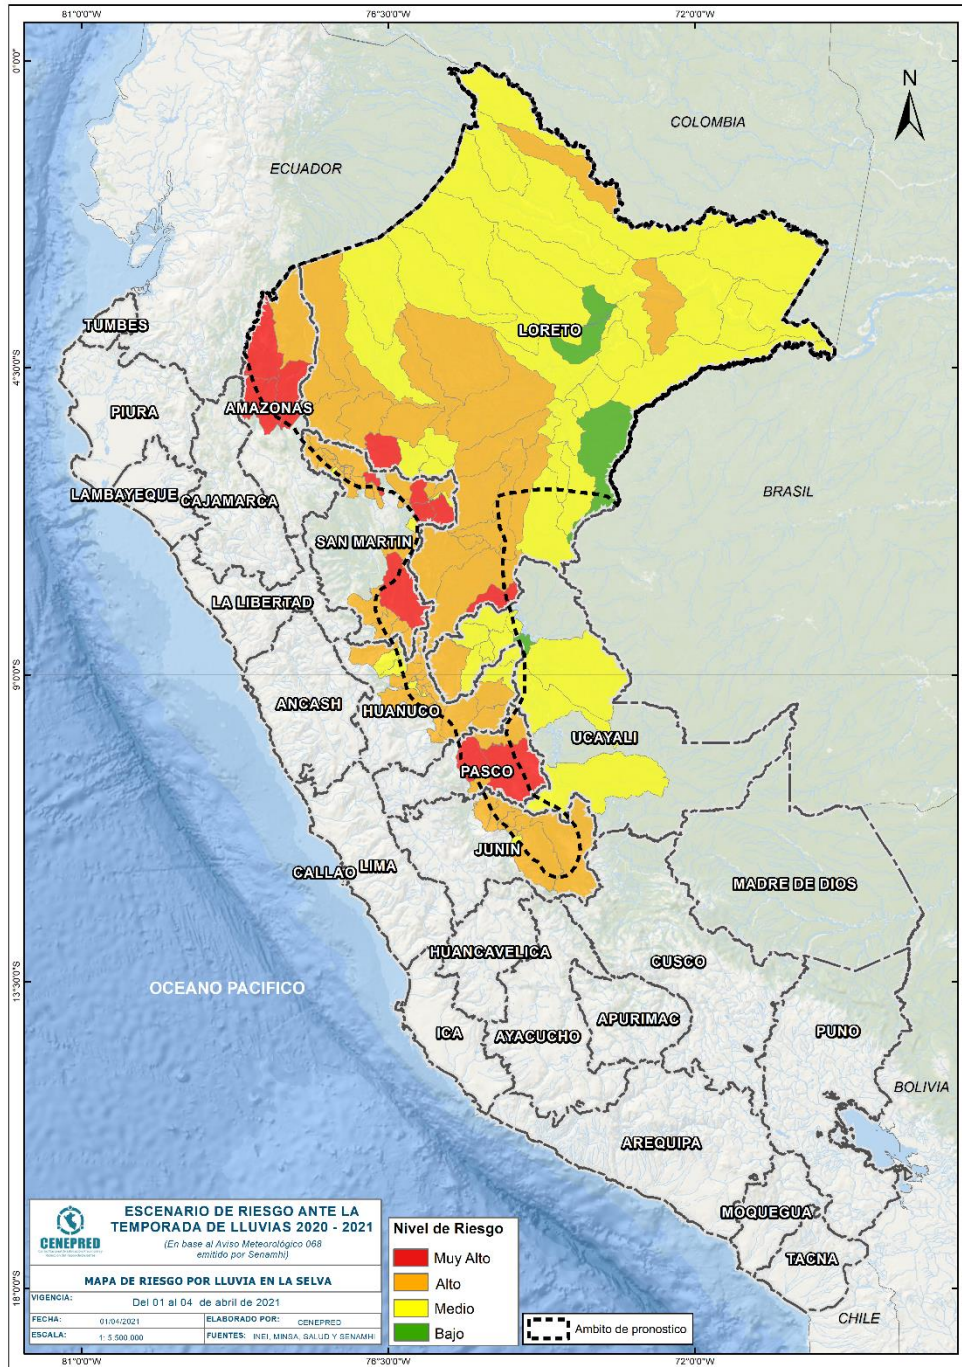 81°0'0"W 76°30'0"W 72°0'0"W
0°0'0"
N
COLOMBIA
ECUADOR
LORETO
TUMBES
4°30'0"S
AMAZONAS
PIURA
BRASIL
LAMBAYEQUE
CAJAMARCA
SAN MARTIN
LA LIBERTAD
9°0'0"S
ANCASH
HUANUCO
UCAYALI
PASCO
JUNIN
LIMA
CALLAO
MADRE DE DIOS
HUANCAVELICA
CUSCO
13°30'0"S
OCEANO PACIFICO
APURIMAC
ICA
AYACUCHO
PUNO
BOLIVIA
AREQUIPA
MOQUEGUA
TACNA
18°0'0"S
CHILE
CENEPRED
ESCENARIO DE RIESGO ANTE LA
TEMPORADA DE LLUVIAS 2020 - 2021
(En base al Aviso Meteorológico 068
emitido por Senamhi)
MAPA DE RIESGO POR LLUVIA EN LA SELVA
VIGENCIA: Del 01 al 04 de abril de 2021
FECHA: 01/04/2021 ELABORADO POR: CENEPRED
ESCALA: 1: 5 500 000 FUENTES: INEI, MINSA, SALUD Y SENAMHI
Nivel de Riesgo
Muy Alto
Alto
Medio
Bajo
Ambito de pronostico
81°0'0"W 76°30'0"W 72°0'0"W